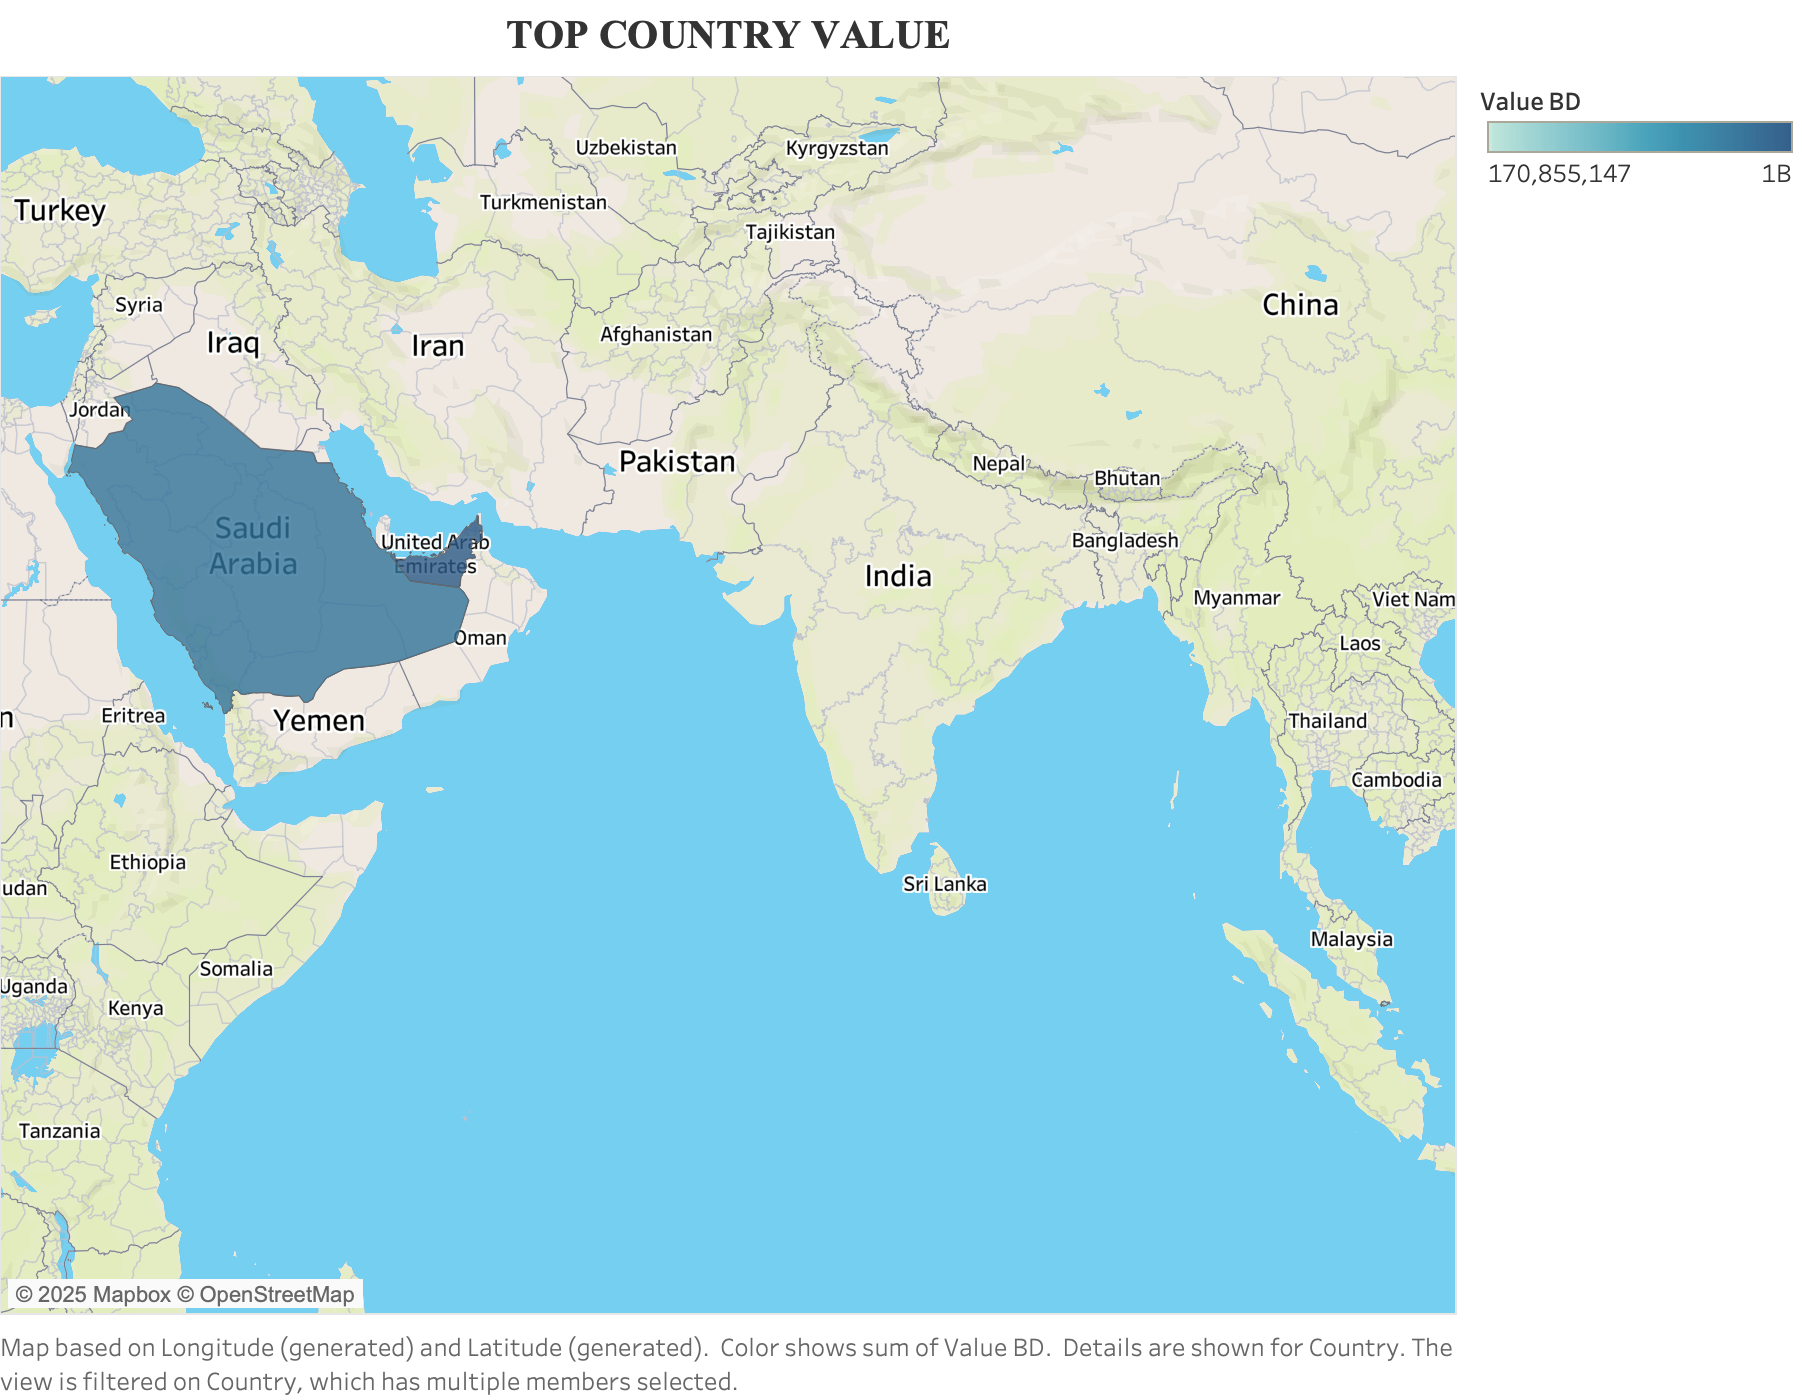 TOP COUNTRY VALUE
Value BD
170,855,147 1B
Uzbekistan
Kyrgyzstan
Turkmenistan
Turkey
Tajikistan
Syria
China
Iraq
Iran
Afghanistan
Jordan
Pakistan
Nepal
Bhutan
Saudi
Arabia
United Arab
Emirates
Bangladesh
India
Myanmar
Viet Nam
Oman
Laos
n
Eritrea
Yemen
Thailand
Cambodia
Ethiopia
udan
Sri Lanka
Malaysia
Somalia
Uganda
Kenya
Tanzania
© 2025 Mapbox © OpenStreetMap
Map based on Longitude (generated) and Latitude (generated).  Color shows sum of Value BD.  Details are shown for Country. The
view is filtered on Country, which has multiple members selected.